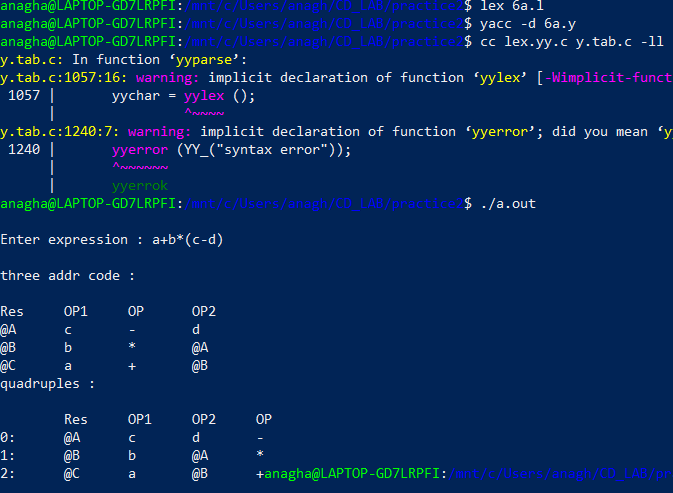 anagha@LAPTOP-GD7LRPFI:/mnt/c/Users/anagh/CD_LAB/practice2$ lex 6a.l
anagha@LAPTOP-GD7LRPFI:/mnt/c/Users/anagh/CD_LAB/practice2$ yacc -d 6a.y
anagha@LAPTOP-GD7LRPFI:/mnt/c/Users/anagh/CD_LAB/practice2$ cc lex.yy.c y.tab.c -ll
y.tab.c: In function ‘yyparse’:
y.tab.c:1057:16: warning: implicit declaration of function ‘yylex’ [-Wimplicit-funct
1057 | yychar = yylex ();
| ^~~~~
y.tab.c:1240:7: warning: implicit declaration of function ‘yyerror’; did you mean ‘y
1240 | yyerror (YY_("syntax error"));
| ^~~~~~~
| yyerrok
anagha@LAPTOP-GD7LRPFI:/mnt/c/Users/anagh/CD_LAB/practice2$ ./a.out
Enter expression : a+b*(c-d)
three addr code :
Res OP1 OP OP2
@A c - d
@B b * @A
@C a + @B
quadruples :
Res OP1 OP2 OP
0: @A c d -
1: @B b @A *
2: @C a @B +anagha@LAPTOP-GD7LRPFI:/mnt/c/Users/anagh/CD_LAB/